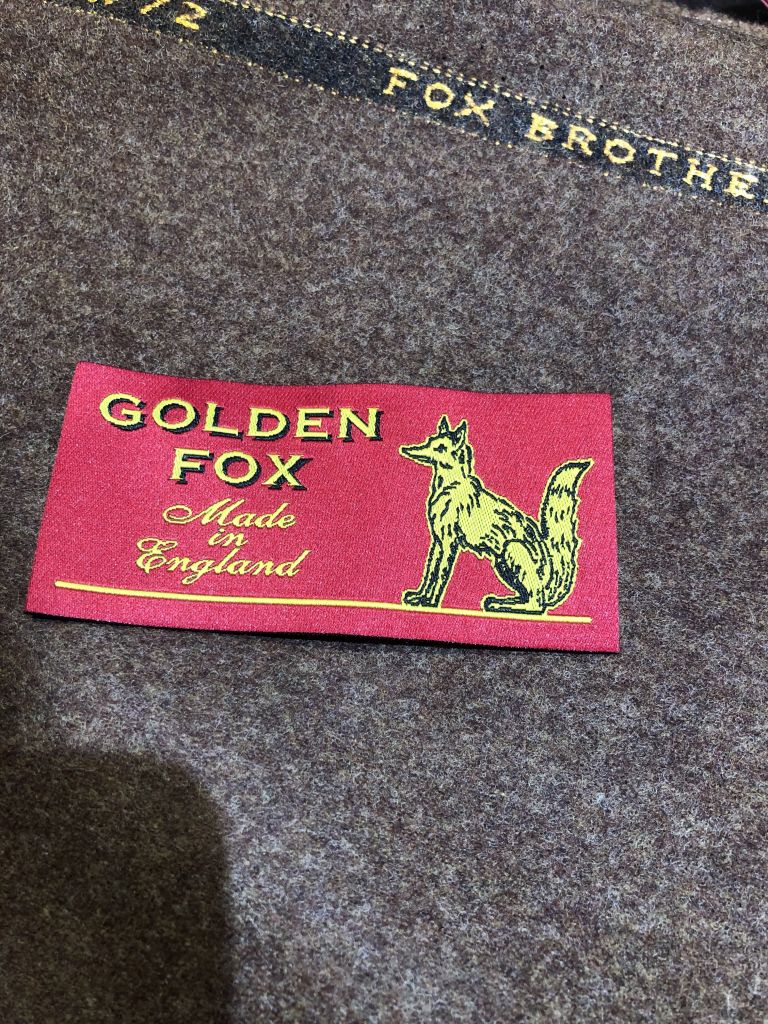 FOX BROTHE
GOLDEN
FOX
Made
in
England